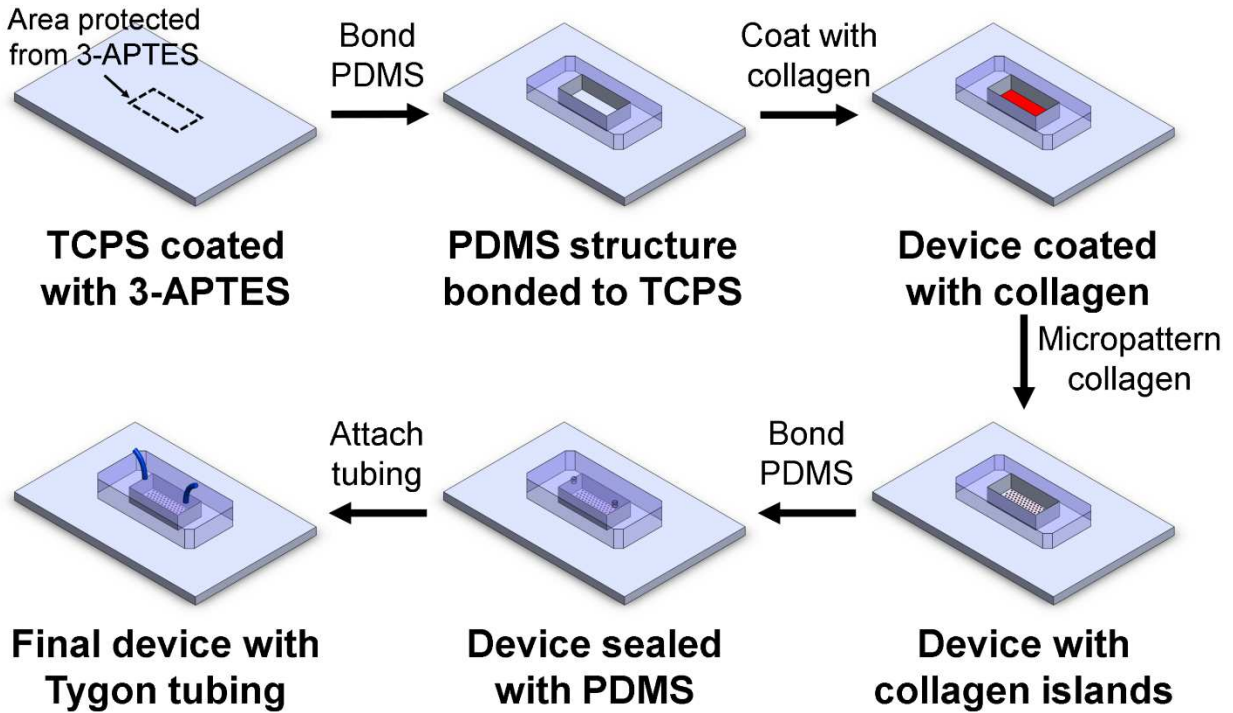 Area protected
from 3-APTES
Bond
PDMS
Coat with
collagen
TCPS coated
with 3-APTES
PDMS structure
bonded to TCPS
Device coated
with collagen
Micropattern
collagen
Attach
tubing
Bond
PDMS
Final device with
Tygon tubing
Device sealed
with PDMS
Device with
collagen islands